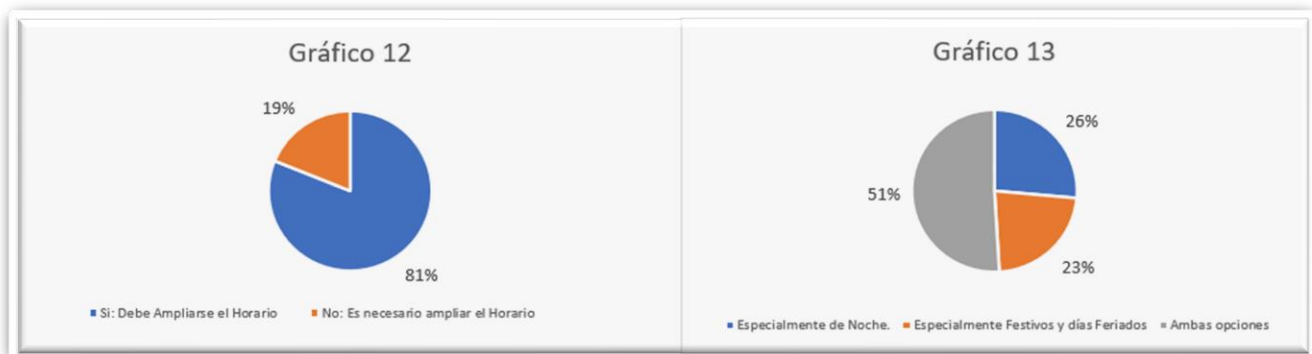 Gráfico 12
19%
81%
Si: Debe Ampliarse el Horario No: Es necesario ampliar el Horario
Gráfico 13
26%
51%
23%
Especialmente de Noche. Especialmente Festivos y días Feriados Ambas opciones